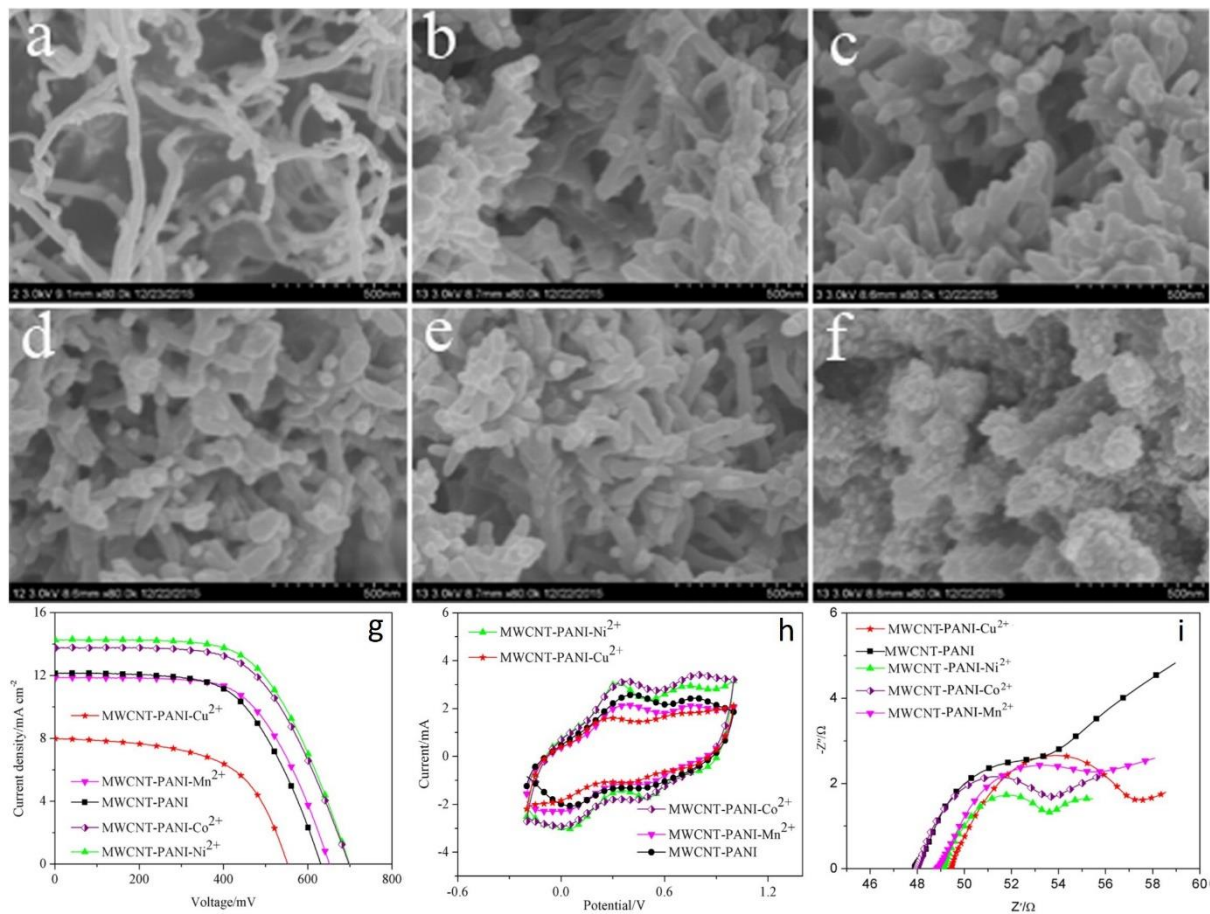 a
2 3.0kV 9.1mm x80.0k 12/23/2015 500nm
b
13 3.0kV 8.7mm x80.0k 12/22/2015 500nm
c
3 3.0kV 8.6mm x80.0k 12/22/2015 500nm
d
12 3.0kV 8.6mm x80.0k 12/22/2015 500nm
e
13 3.0kV 8.7mm x80.0k 12/22/2015 500nm
f
13 3.0kV 8.8mm x80.0k 12/22/2015 500nm
g
16
12
8
4
0
Current density/mA cm⁻²
MWCNT-PANI-Cu²⁺
MWCNT-PANI-Mn²⁺
MWCNT-PANI
MWCNT-PANI-Co²⁺
MWCNT-PANI-Ni²⁺
0 200 400 600 800
Voltage/mV
h
6
4
2
0
-2
-4
Current/mA
MWCNT-PANI-Ni²⁺
MWCNT-PANI-Cu²⁺
MWCNT-PANI-Co²⁺
MWCNT-PANI-Mn²⁺
MWCNT-PANI
-0.6 0.0 0.6 1.2
Potential/V
i
6
4
2
0
-Z"/Ω
MWCNT-PANI-Cu²⁺
MWCNT-PANI
MWCNT-PANI-Ni²⁺
MWCNT-PANI-Co²⁺
MWCNT-PANI-Mn²⁺
46 48 50 52 54 56 58 60
Z'/Ω